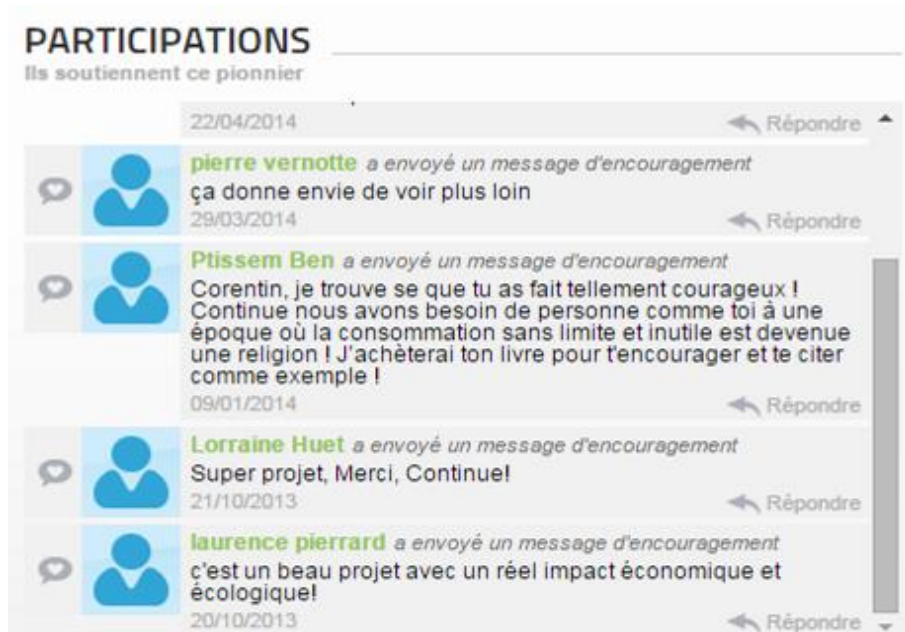 PARTICIPATIONS
Ils soutiennent ce pionnier
22/04/2014 Répondre
pierre vernotte a envoyé un message d'encouragement
ça donne envie de voir plus loin
29/03/2014 Répondre
Ptissem Ben a envoyé un message d'encouragement
Corentin, je trouve se que tu as fait tellement courageux !
Continue nous avons besoin de personne comme toi à une
époque où la consommation sans limite et inutile est devenue
une religion ! J'achèterai ton livre pour t'encourager et te citer
comme exemple !
09/01/2014 Répondre
Lorraine Huet a envoyé un message d'encouragement
Super projet, Merci, Continue!
21/10/2013 Répondre
laurence pierrard a envoyé un message d'encouragement
c'est un beau projet avec un réel impact économique et
écologique!
20/10/2013 Répondre